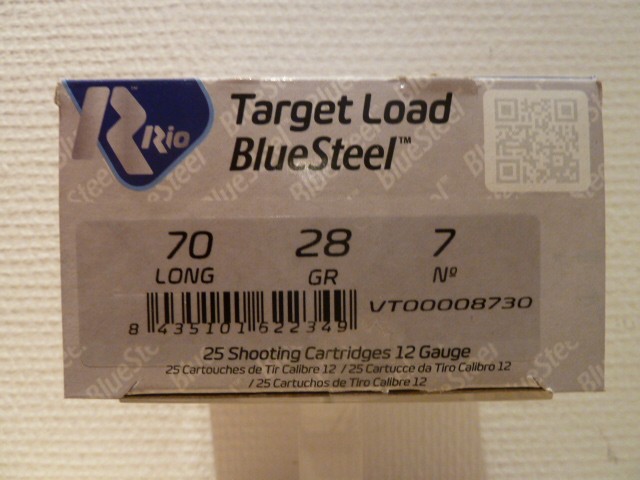 Rio
Target Load
BlueSteel™
70 28 7
LONG GR Nº
8 435101 622349
VT00008730
25 Shooting Cartridges 12 Gauge
25 Cartouches de Tir Calibre 12 / 25 Cartucce da Tiro Calibro 12
/ 25 Cartuchos de Tiro Calibre 12